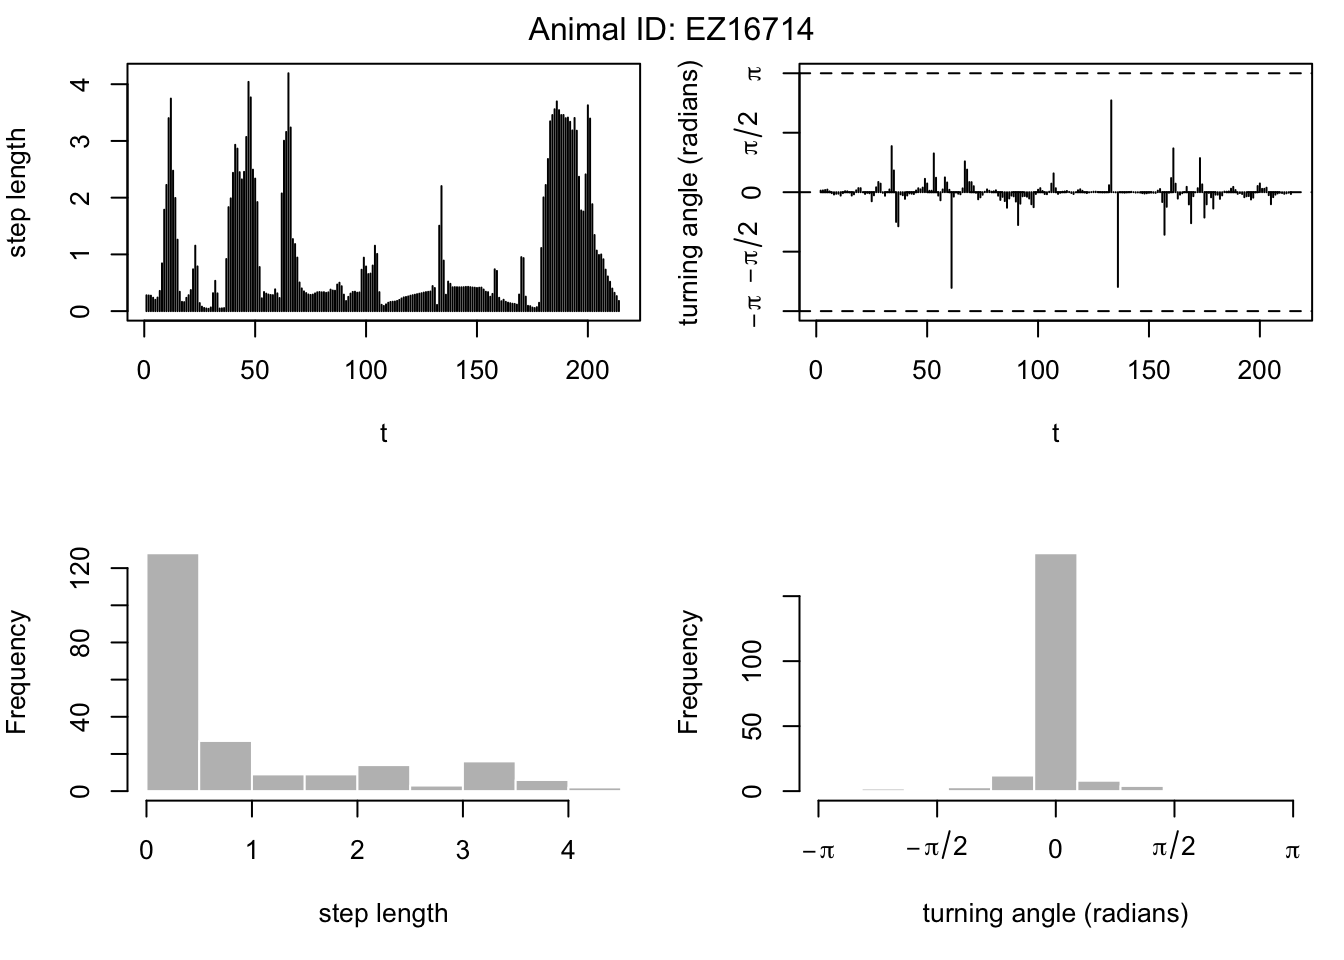 Animal ID: EZ16714
step length
4
3
2
1
0
0 50 100 150 200
t
turning angle (radians)
π
π/2
0
−π/2
−π
0 50 100 150 200
t
Frequency
120
80
40
0
0 1 2 3 4
step length
Frequency
100
50
0
−π −π/2 0 π/2 π
turning angle (radians)